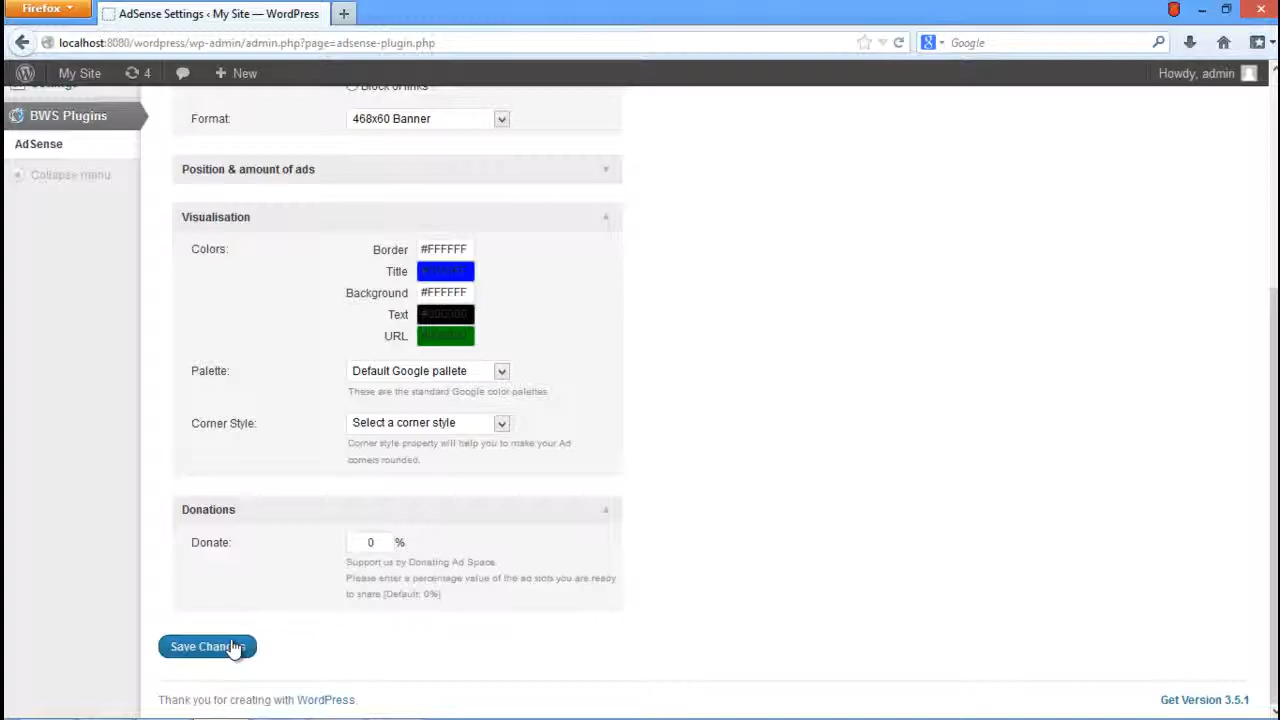 Firefox
AdSense Settings ‹ My Site — WordPress
localhost:8080/wordpress/wp-admin/admin.php?page=adsense-plugin.php
Google
My Site 4 New Howdy, admin
Block of links
BWS Plugins
Format: 468x60 Banner
AdSense
Position & amount of ads
Collapse menu
Visualisation
Colors: Border #FFFFFF
Title
Background #FFFFFF
Text #000000
URL
Palette: Default Google pallete
These are the standard Google color palettes
Corner Style: Select a corner style
Corner style property will help you to make your Ad
corners rounded.
Donations
Donate: 0 %
Support us by Donating Ad Space.
Please enter a percentage value of the ad slots you are ready
to share [Default: 0%]
Save Changes
Thank you for creating with WordPress.
Get Version 3.5.1